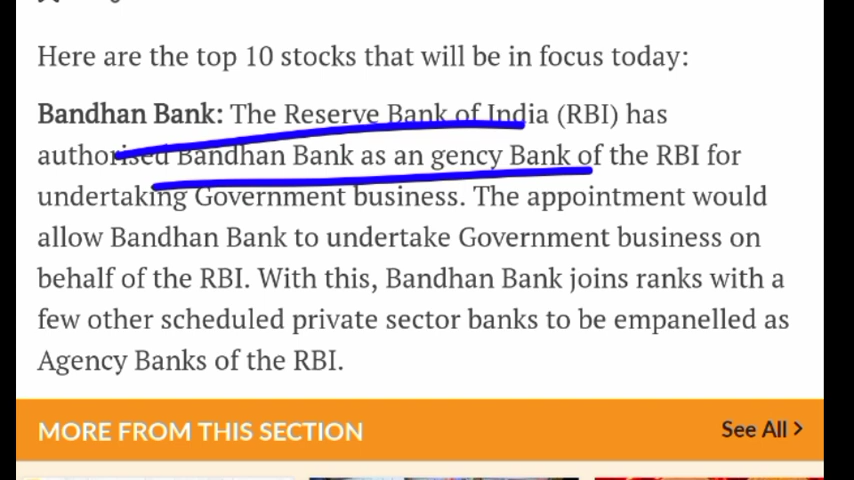 Here are the top 10 stocks that will be in focus today:
Bandhan Bank: The Reserve Bank of India (RBI) has
authorised Bandhan Bank as an gency Bank of the RBI for
undertaking Government business. The appointment would
allow Bandhan Bank to undertake Government business on
behalf of the RBI. With this, Bandhan Bank joins ranks with a
few other scheduled private sector banks to be empanelled as
Agency Banks of the RBI.
MORE FROM THIS SECTION
See All >